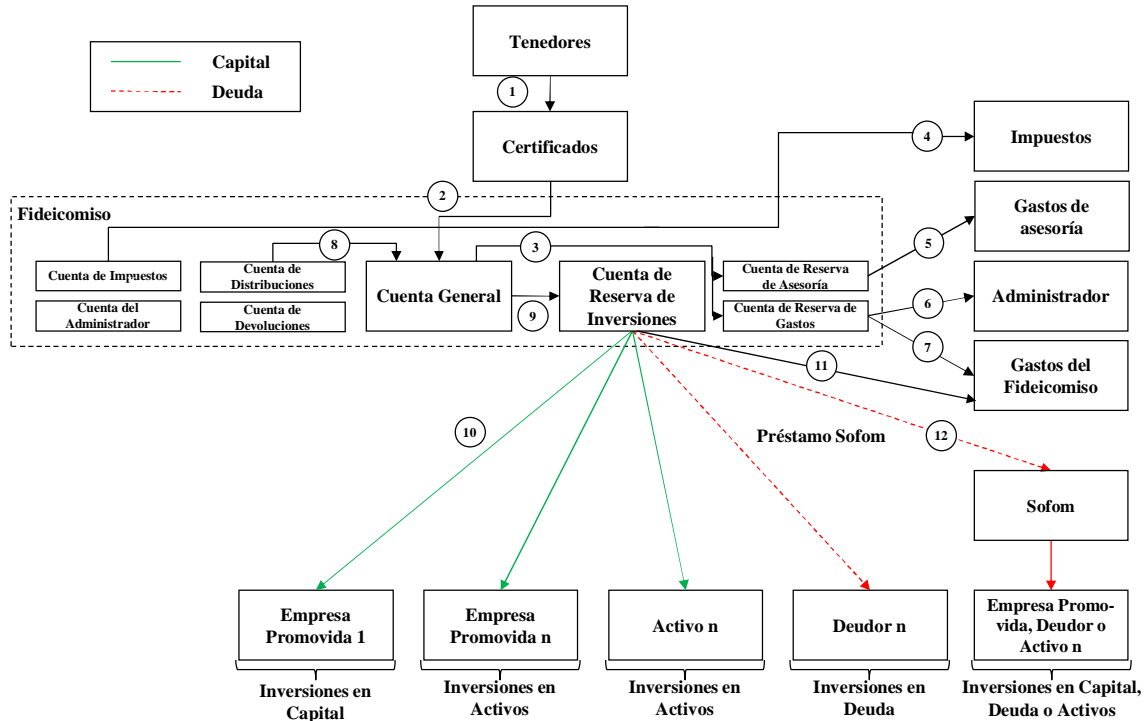 Tenedores
Capital
Deuda
1
Certificados
4
Impuestos
2
Fideicomiso
Gastos de
asesoría
8
3
5
Cuenta de Impuestos
Cuenta de
Distribuciones
Cuenta General
Cuenta de
Reserva de
Inversiones
Cuenta de Reserva
de Asesoría
Cuenta del
Administrador
Cuenta de
Devoluciones
9
Cuenta de Reserva de
Gastos
6
Administrador
7
11
Gastos del
Fideicomiso
10
Préstamo Sofom
12
Sofom
Empresa
Promovida 1
Empresa
Promovida n
Activo n
Deudor n
Empresa Promo-
vida, Deudor o
Activo n
Inversiones en
Capital
Inversiones en
Activos
Inversiones en
Activos
Inversiones en
Deuda
Inversiones en Capital,
Deuda o Activos